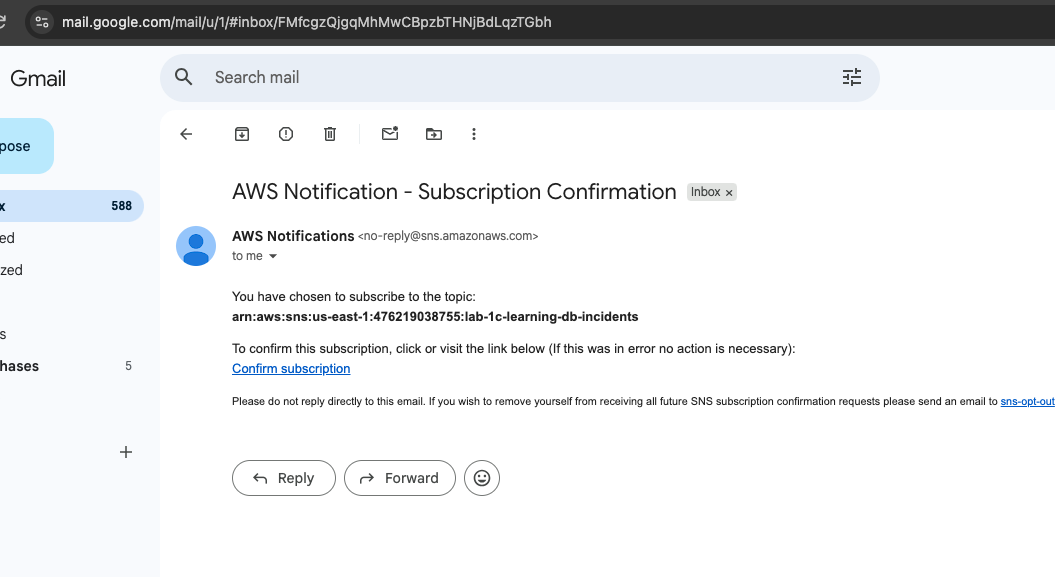 mail.google.com/mail/u/1/#inbox/FMfcgzQjgqMhMwCBpzbTHNjBdLqzTGbh
Gmail
Search mail
pose
x 588
ed
zed
s
hases 5
AWS Notification - Subscription Confirmation Inbox ×
AWS Notifications <no-reply@sns.amazonaws.com>
to me
You have chosen to subscribe to the topic:
arn:aws:sns:us-east-1:476219038755:lab-1c-learning-db-incidents
To confirm this subscription, click or visit the link below (If this was in error no action is necessary):
Confirm subscription
Please do not reply directly to this email. If you wish to remove yourself from receiving all future SNS subscription confirmation requests please send an email to sns-opt-out
Reply Forward